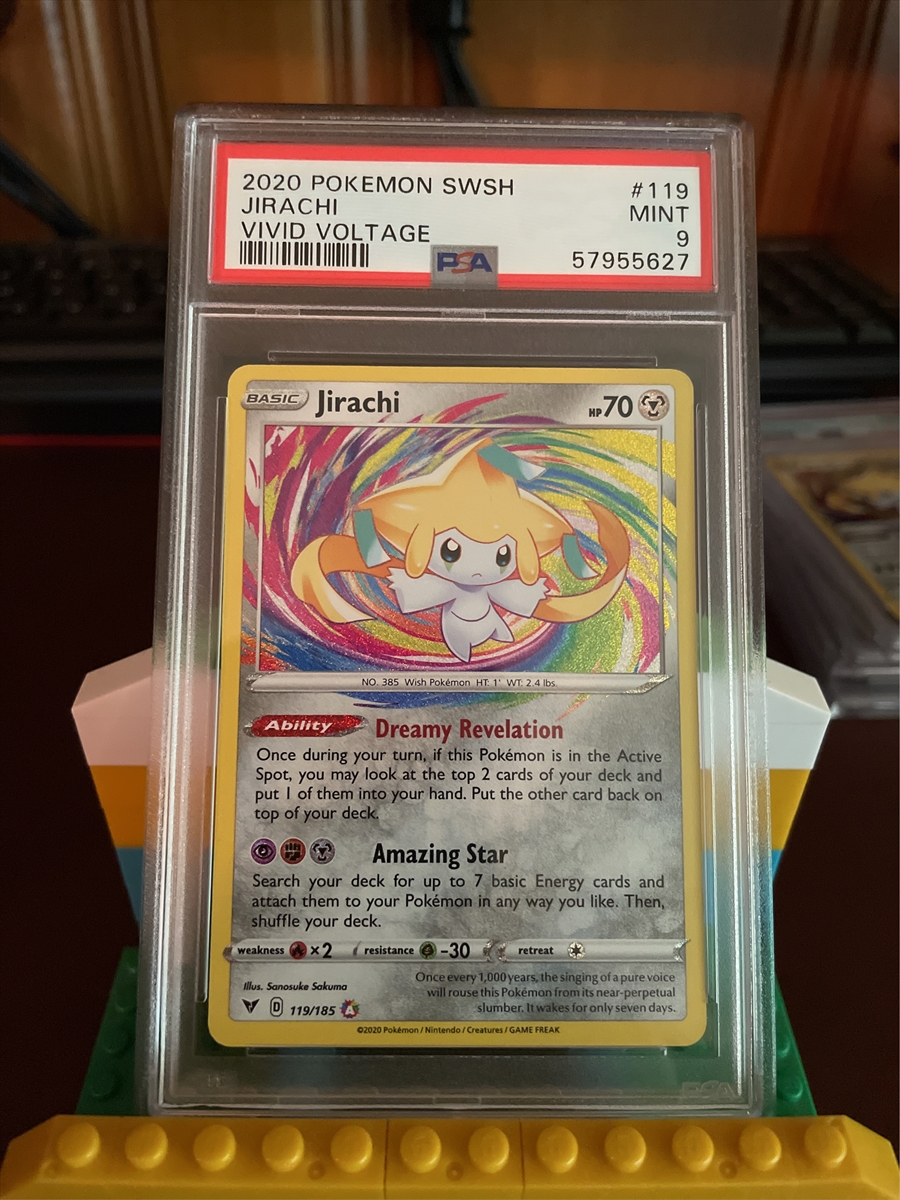 2020 POKEMON SWSH #119
JIRACHI MINT
VIVID VOLTAGE 9
PSA 57955627
BASIC Jirachi HP 70
NO. 385 Wish Pokémon HT: 1' WT: 2.4 lbs.
Ability Dreamy Revelation
Once during your turn, if this Pokémon is in the Active
Spot, you may look at the top 2 cards of your deck and
put 1 of them into your hand. Put the other card back on
top of your deck.
Amazing Star
Search your deck for up to 7 basic Energy cards and
attach them to your Pokémon in any way you like. Then,
shuffle your deck.
weakness ×2 resistance -30 retreat
Illus. Sanosuke Sakuma
Once every 1,000 years, the singing of a pure voice
will rouse this Pokémon from its near-perpetual
slumber. It wakes for only seven days.
D 119/185 A
©2020 Pokémon / Nintendo / Creatures / GAME FREAK
PSA